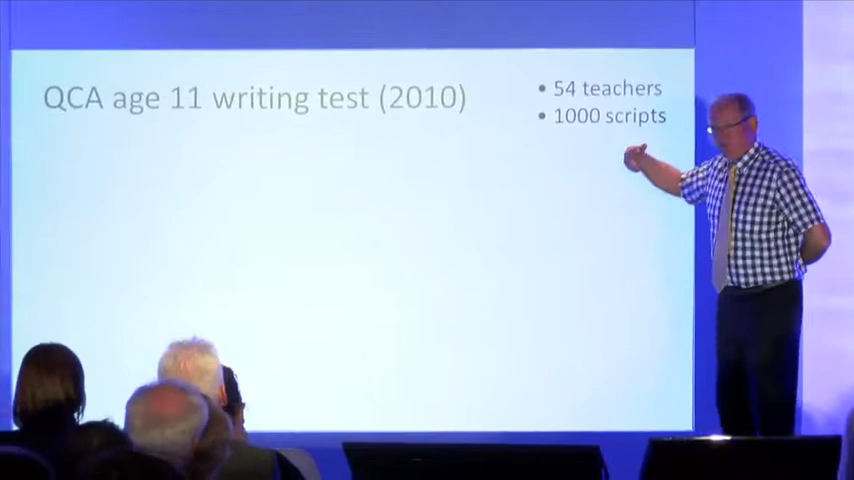 QCA age 11 writing test (2010)
• 54 teachers
• 1000 scripts